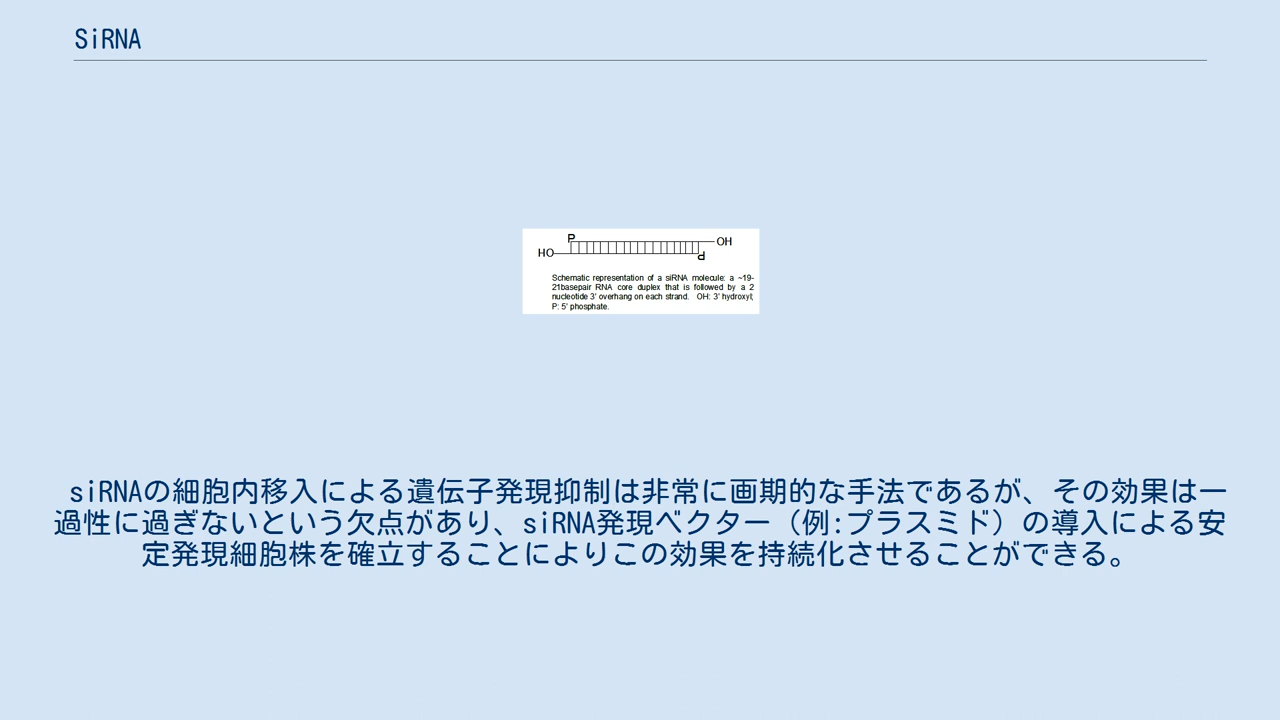 SiRNA
P
OH
HO
P
Schematic representation of a siRNA molecule: a ~19-
21basepair RNA core duplex that is followed by a 2
nucleotide 3' overhang on each strand. OH: 3' hydroxyl;
P: 5' phosphate.
siRNAの細胞内移入による遺伝子発現抑制は非常に画期的な手法であるが、その効果は一
過性に過ぎないという欠点があり、siRNA発現ベクター（例:プラスミド）の導入による安
定発現細胞株を確立することによりこの効果を持続化させることができる。